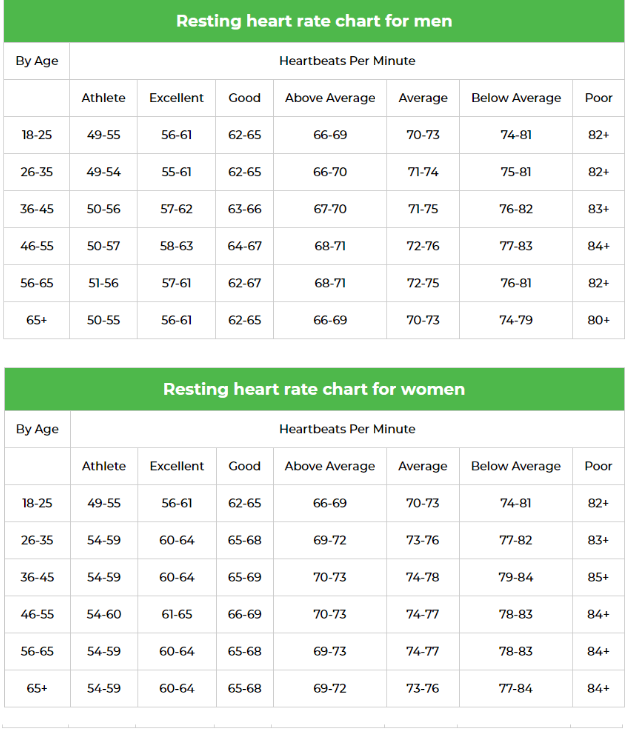 Resting heart rate chart for men
By Age Heartbeats Per Minute
Athlete Excellent Good Above Average Average Below Average Poor
18-25 49-55 56-61 62-65 66-69 70-73 74-81 82+
26-35 49-54 55-61 62-65 66-70 71-74 75-81 82+
36-45 50-56 57-62 63-66 67-70 71-75 76-82 83+
46-55 50-57 58-63 64-67 68-71 72-76 77-83 84+
56-65 51-56 57-61 62-67 68-71 72-75 76-81 82+
65+ 50-55 56-61 62-65 66-69 70-73 74-79 80+
Resting heart rate chart for women
By Age Heartbeats Per Minute
Athlete Excellent Good Above Average Average Below Average Poor
18-25 49-55 56-61 62-65 66-69 70-73 74-81 82+
26-35 54-59 60-64 65-68 69-72 73-76 77-82 83+
36-45 54-59 60-64 65-69 70-73 74-78 79-84 85+
46-55 54-60 61-65 66-69 70-73 74-77 78-83 84+
56-65 54-59 60-64 65-68 69-73 74-77 78-83 84+
65+ 54-59 60-64 65-68 69-72 73-76 77-84 84+